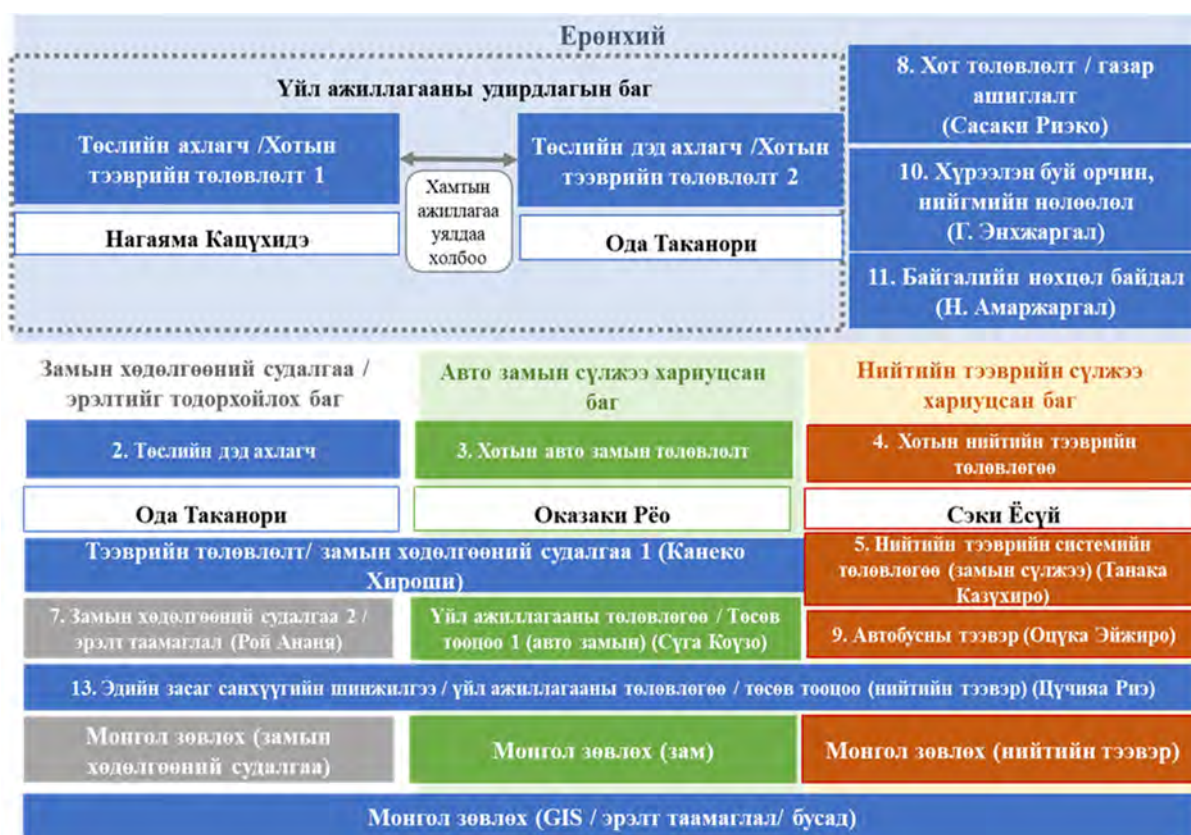 Ерөнхий
Үйл ажиллагааны удирдлагын баг
Төслийн ахлагч /Хотын
тээврийн төлөвлөлт 1
Нагаяма Кацүхидэ
Хамтын
ажиллагаа
уялдаа
холбоо
Төслийн дэд ахлагч /Хотын
тээврийн төлөвлөлт 2
Ода Таканори
8. Хот төлөвлөлт / газар
ашиглалт
(Сасаки Риэко)
10. Хүрээлэн буй орчин,
нийгмийн нөлөөлөл
(Г. Энхжаргал)
11. Байгалийн нөхцөл байдал
(Н. Амаржаргал)
Замын хөдөлгөөний судалгаа /
эрэлтийг тодорхойлох баг
Авто замын сүлжээ хариуцсан
баг
Нийтийн тээврийн сүлжээ
хариуцсан баг
2. Төслийн дэд ахлагч
3. Хотын авто замын төлөвлөлт
4. Хотын нийтийн тээврийн
төлөвлөгөө
Ода Таканори
Оказаки Рёо
Сэки Ёсүй
Тээврийн төлөвлөлт/ замын хөдөлгөөний судалгаа 1 (Канеко
Хироши)
5. Нийтийн тээврийн системийн
төлөвлөгөө (замын сүлжээ) (Танака
Казүхиро)
7. Замын хөдөлгөөний судалгаа 2 /
эрэлт таамаглал (Рой Ананя)
Үйл ажиллагааны төлөвлөгөө / Төсөв
тооцоо 1 (авто замын) (Сүга Коүзо)
9. Автобусны тээвэр (Оцүка Эйжиро)
13. Эдийн засаг санхүүгийн шинжилгээ / үйл ажиллагааны төлөвлөгөө / төсөв тооцоо (нийтийн тээвэр) (Цүчияа Риэ)
Монгол зөвлөх (замын
хөдөлгөөний судалгаа)
Монгол зөвлөх (зам)
Монгол зөвлөх (нийтийн тээвэр)
Монгол зөвлөх (GIS / эрэлт таамаглал/ бусад)